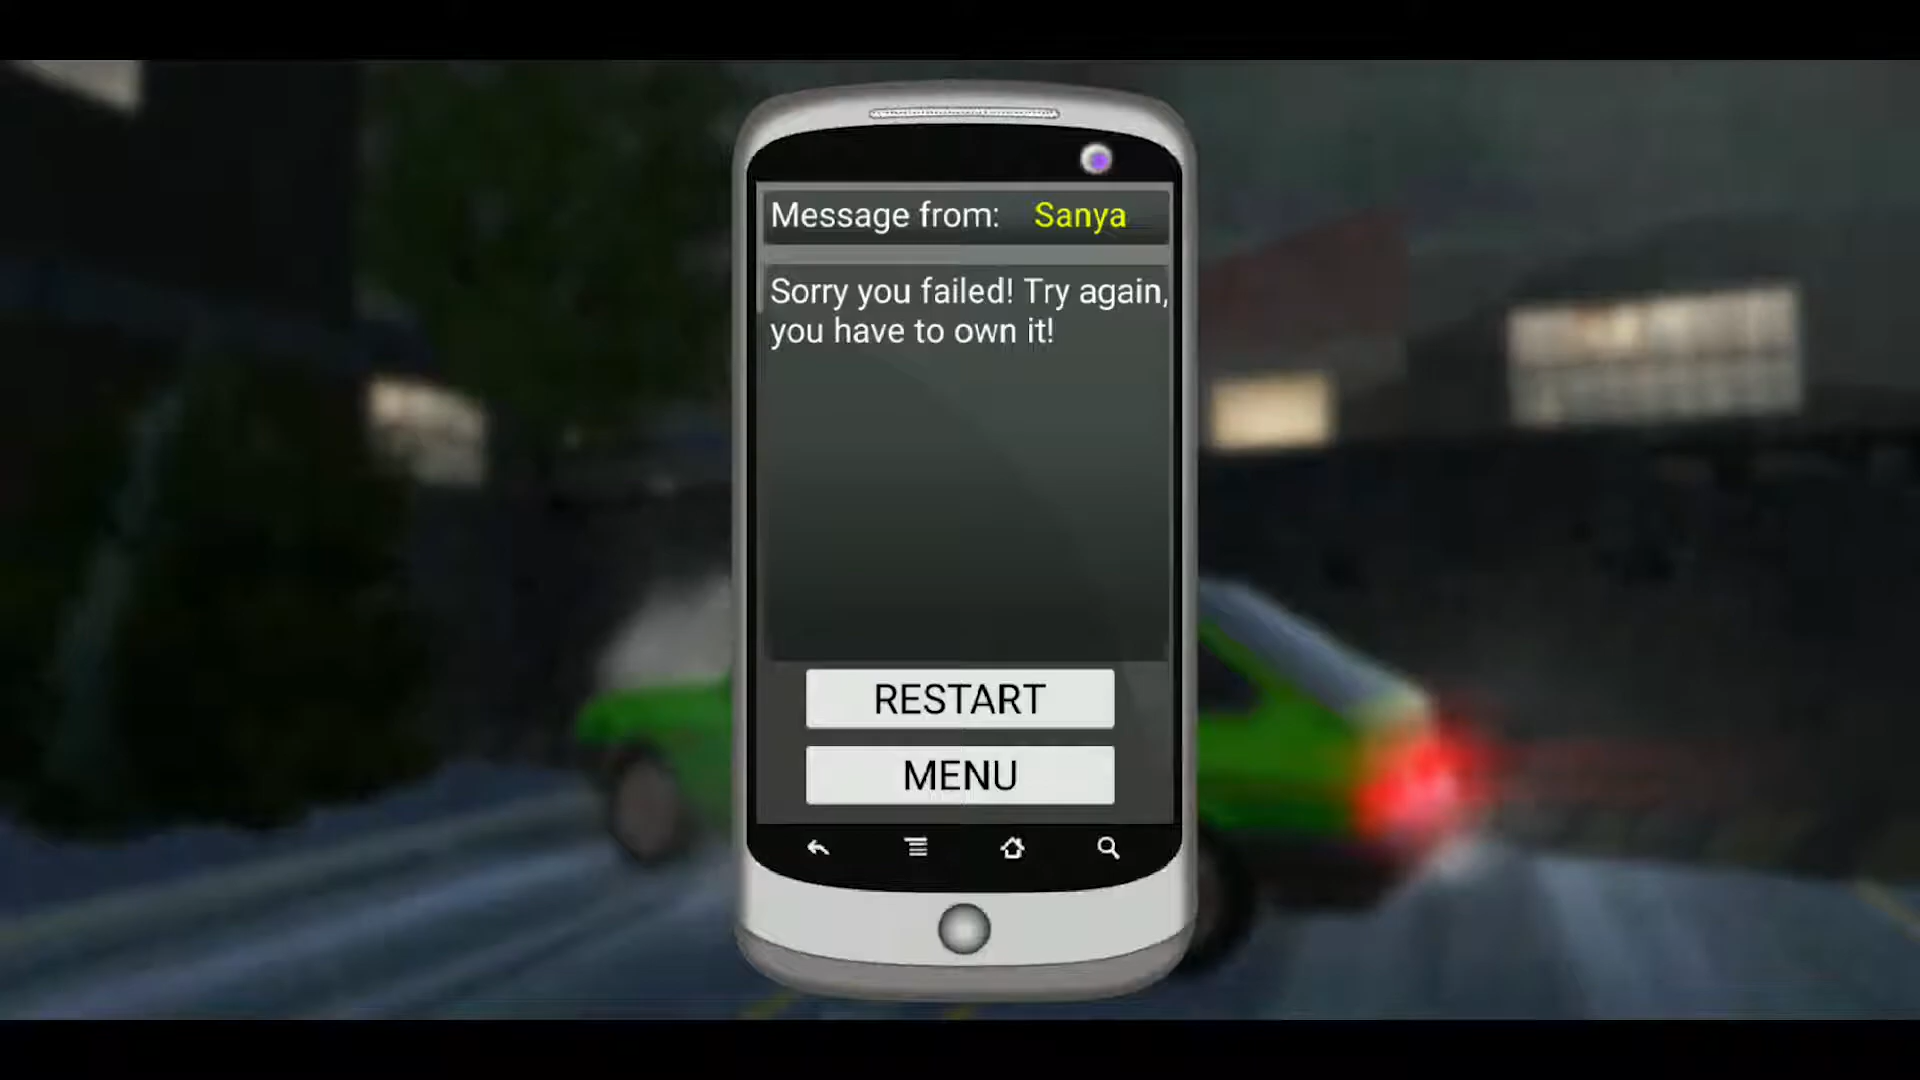 Message from: Sanya
Sorry you failed! Try again,
you have to own it!
RESTART
MENU